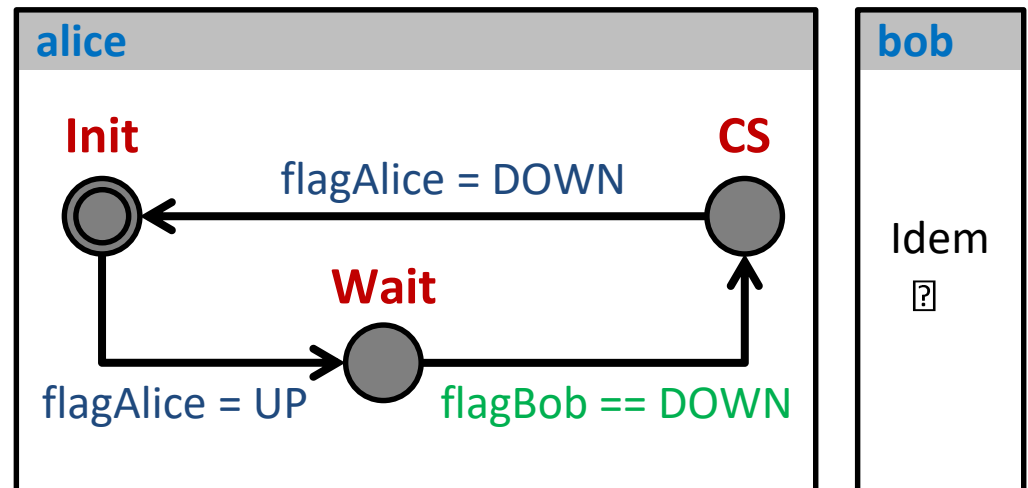 alice
bob
Init
CS
flagAlice = DOWN
Idem
Wait
flagAlice = UP
flagBob == DOWN